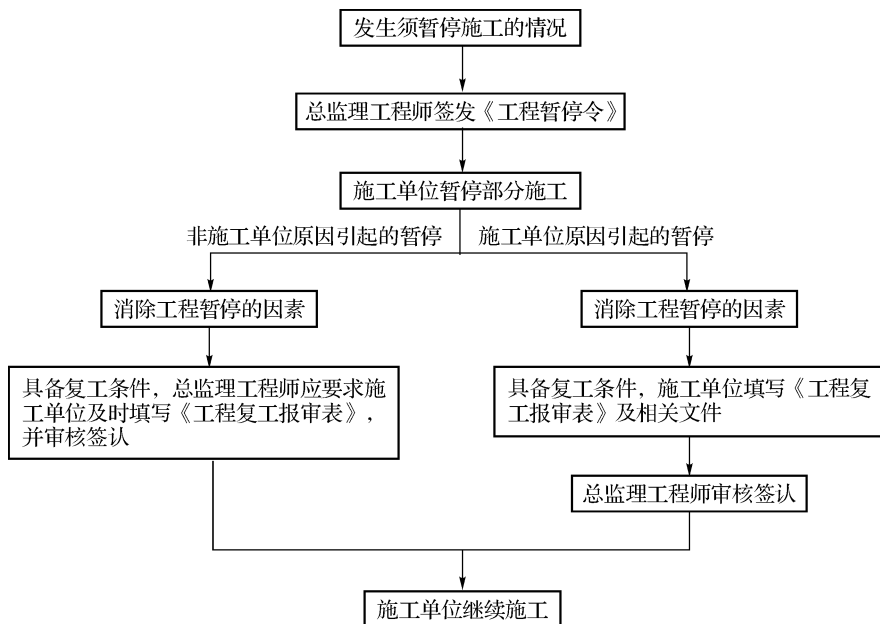 发生须暂停施工的情况
总监理工程师签发《工程暂停令》
施工单位暂停部分施工
非施工单位原因引起的暂停
施工单位原因引起的暂停
消除工程暂停的因素
消除工程暂停的因素
具备复工条件，总监理工程师应要求施
工单位及时填写《工程复工报审表》，
并审核签认
具备复工条件，施工单位填写《工程复
工报审表》及相关文件
总监理工程师审核签认
施工单位继续施工